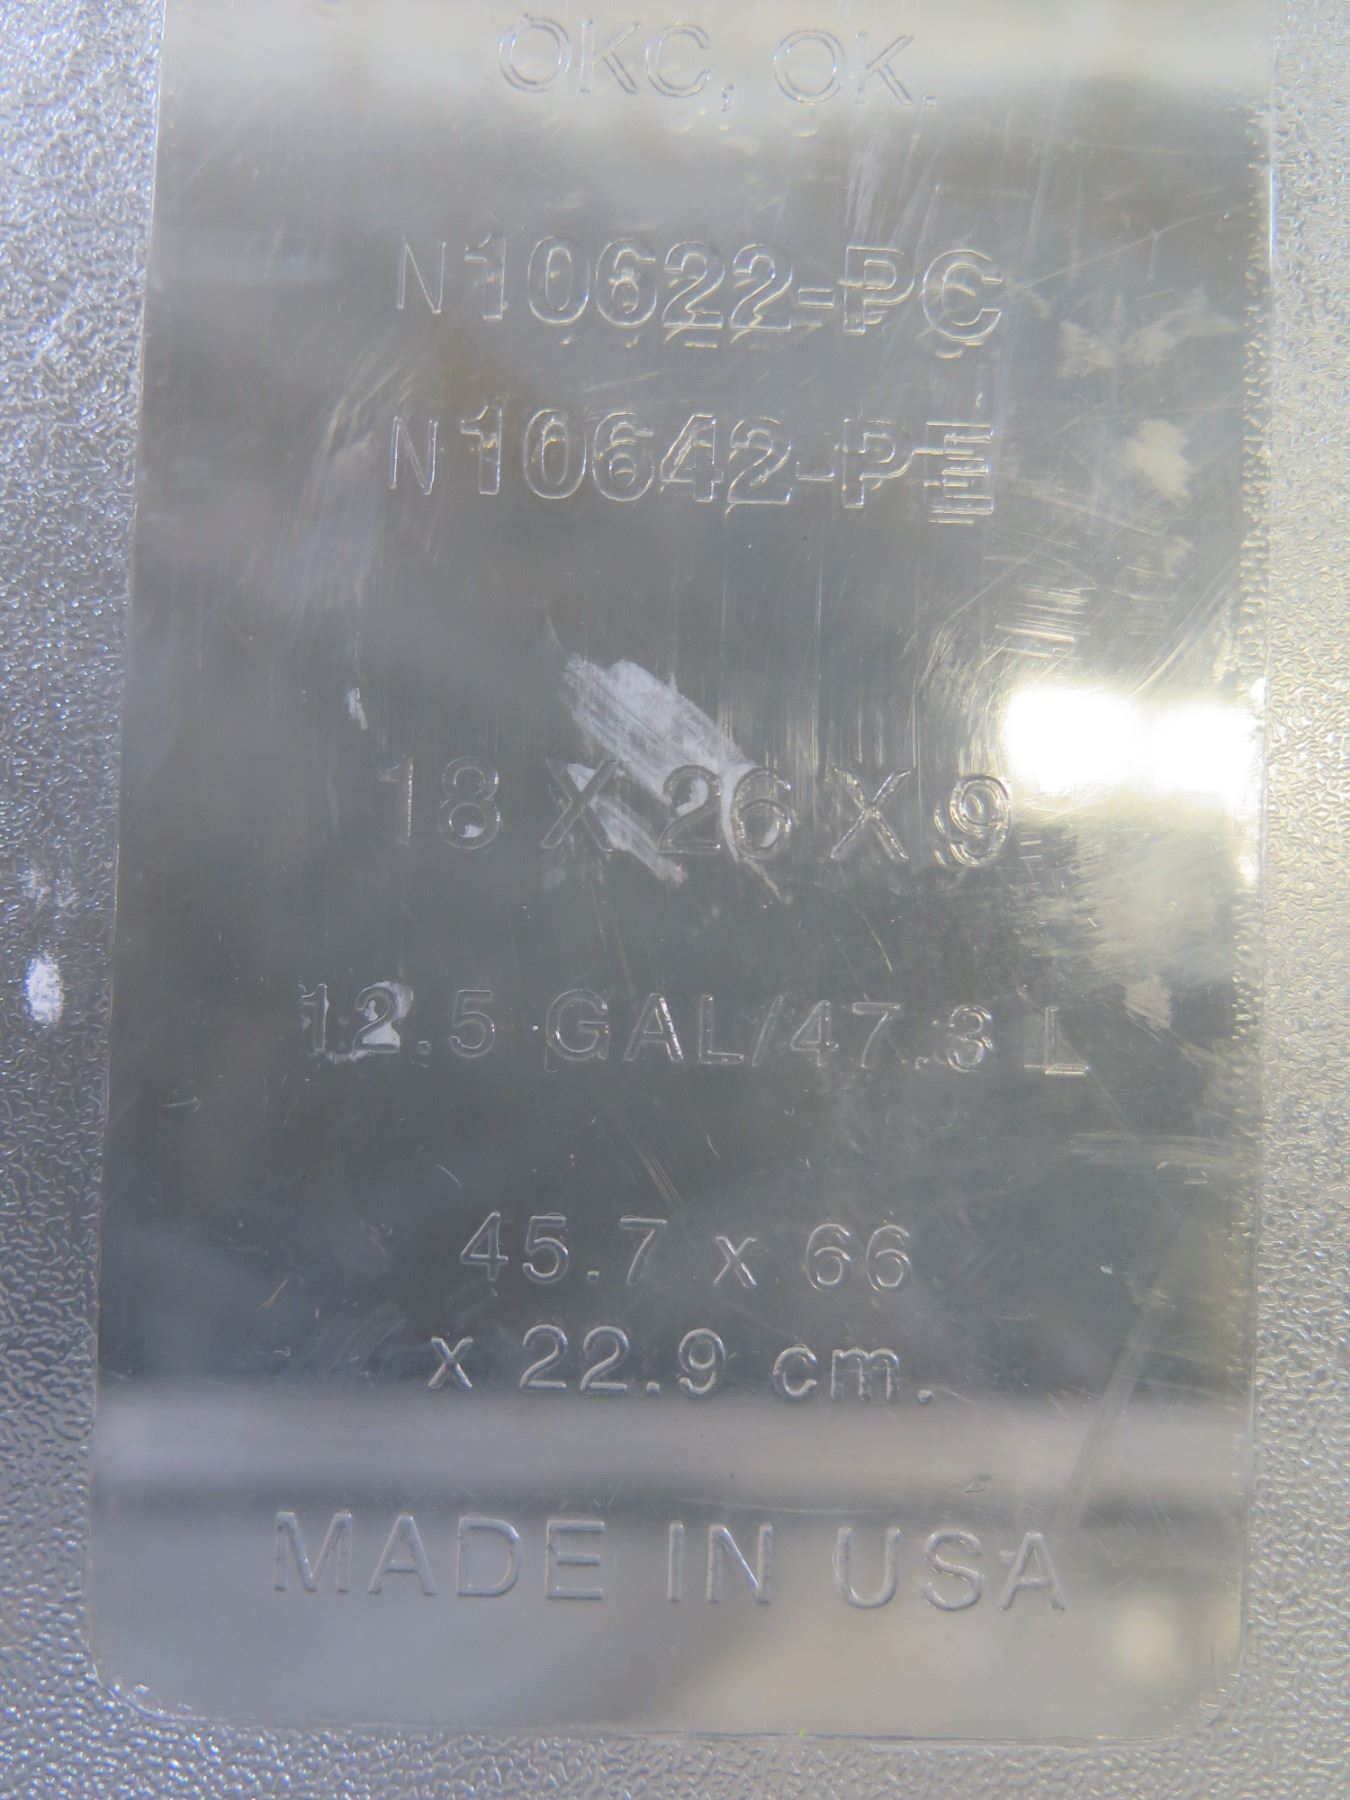 OKC, OK.
N10622-PC
N10642-PE
18 X 26 X 9
12.5 GAL/47.3 L
45.7 x 66
x 22.9 cm.
MADE IN USA